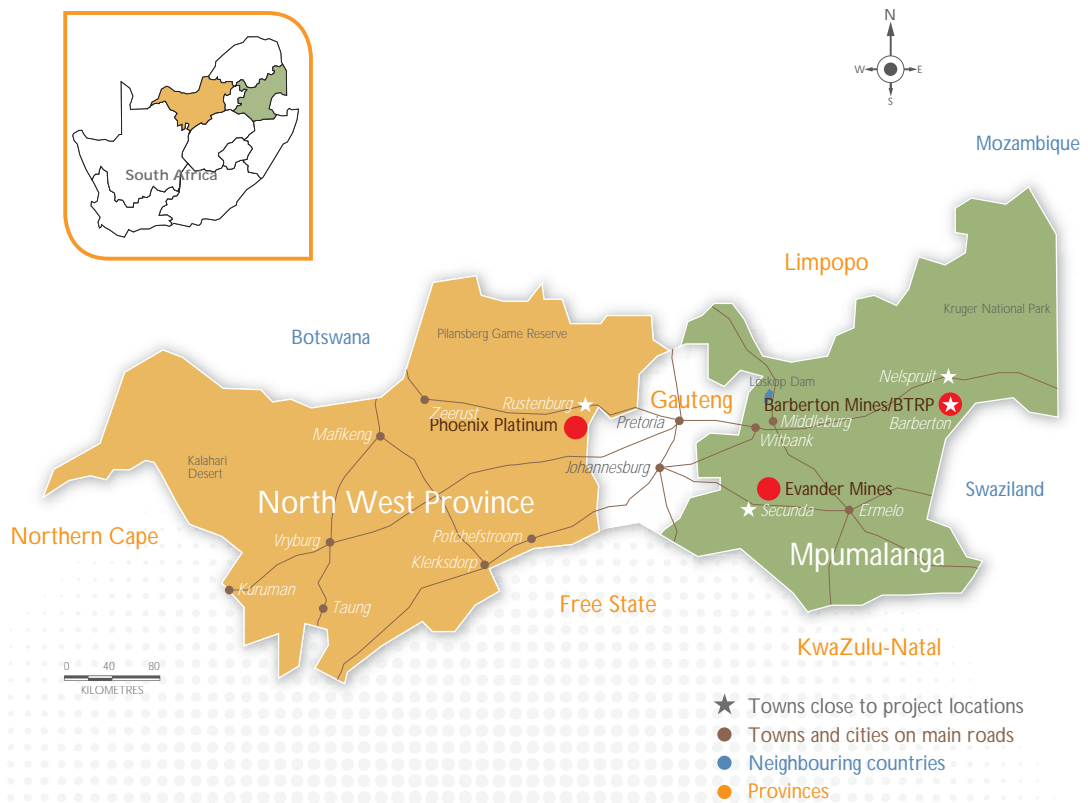 N
W
E
S
South Africa
Mozambique
Limpopo
Kruger National Park
Botswana
Pilansberg Game Reserve
Loskop Dam
Nelspruit
Gauteng
Zeerust
Rustenburg
Barberton Mines/BTRP
Phoenix Platinum
Pretoria
Middleburg
Barberton
Mafikeng
Witbank
Kalahari
Desert
Johannesburg
Evander Mines
Swaziland
North West Province
Secunda
Ermelo
Northern Cape
Vryburg
Potchefstroom
Mpumalanga
Klerksdorp
Kuruman
Taung
Free State
KwaZulu-Natal
0 40 80
KILOMETRES
Towns close to project locations
Towns and cities on main roads
Neighbouring countries
Provinces